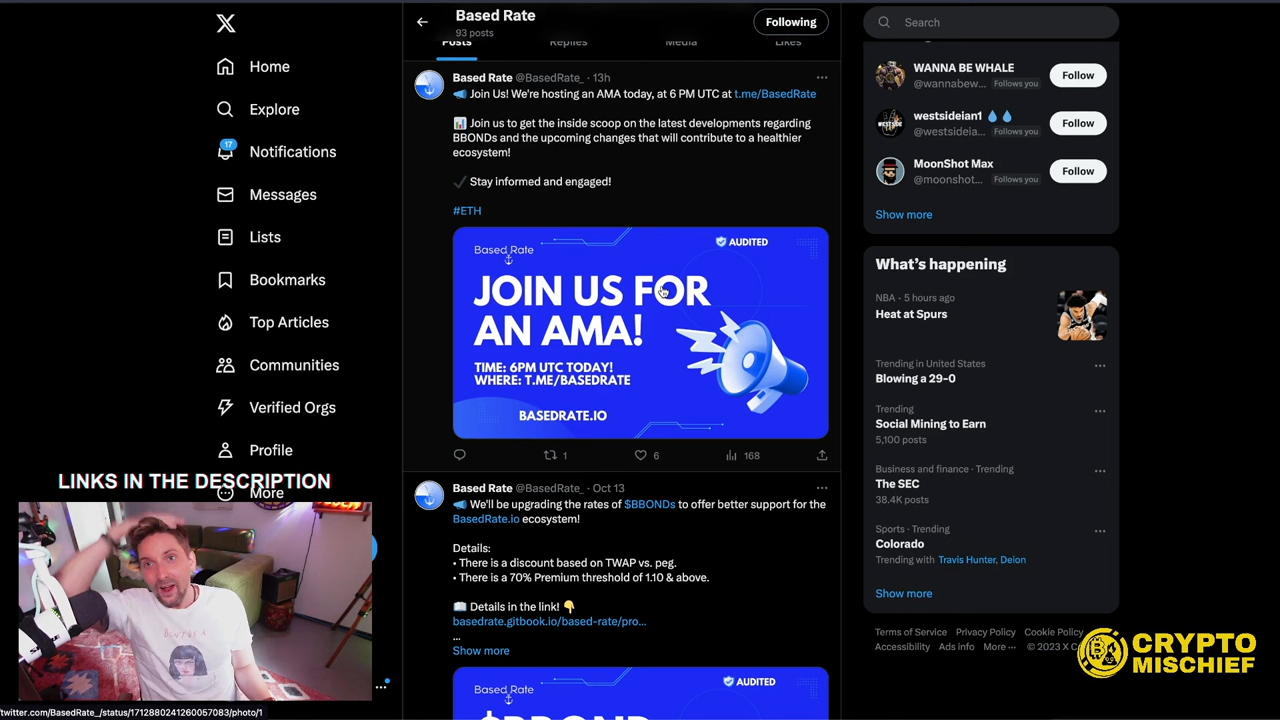 Home
Explore
17
Notifications
Messages
Lists
Bookmarks
Top Articles
Communities
Verified Orgs
Profile
More
LINKS IN THE DESCRIPTION
twitter.com/BasedRate_/status/1712880241260057083/photo/1
Based Rate
93 posts
Following
Posts
Replies
Media
Likes
Based Rate @BasedRate_ · 13h
Join Us! We're hosting an AMA today, at 6 PM UTC at t.me/BasedRate
Join us to get the inside scoop on the latest developments regarding
BBONDs and the upcoming changes that will contribute to a healthier
ecosystem!
Stay informed and engaged!
#ETH
Based Rate
AUDITED
JOIN US FOR
AN AMA!
TIME: 6PM UTC TODAY!
WHERE: T.ME/BASEDRATE
BASEDRATE.IO
1
6
168
Based Rate @BasedRate_ · Oct 13
We'll be upgrading the rates of $BBONDs to offer better support for the
BasedRate.io ecosystem!
Details:
• There is a discount based on TWAP vs. peg.
• There is a 70% Premium threshold of 1.10 & above.
Details in the link!
basedrate.gitbook.io/based-rate/pro...
...
Show more
Based Rate
AUDITED
$BBOND
Search
WANNA BE WHALE
@wannabew... Follows you
Follow
westsideian1
@westsideia... Follows you
Follow
MoonShot Max
@moonshot... Follows you
Follow
Show more
What's happening
NBA · 5 hours ago
Heat at Spurs
Trending in United States
Blowing a 29-0
Trending
Social Mining to Earn
5,100 posts
Business and finance · Trending
The SEC
38.4K posts
Sports · Trending
Colorado
Trending with Travis Hunter, Deion
Show more
Terms of Service Privacy Policy Cookie Policy
Accessibility Ads info More ··· © 2023 X
CRYPTO
MISCHIEF